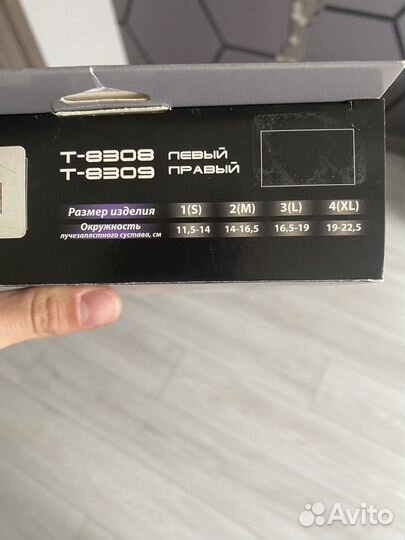 T-8308 ЛЕВЫЙ
T-8309 ПРАВЫЙ
Размер изделия 1(S) 2(M) 3(L) 4(XL)
Окружность лучезапястного сустава, см 11,5-14 14-16,5 16,5-19 19-22,5
Avito